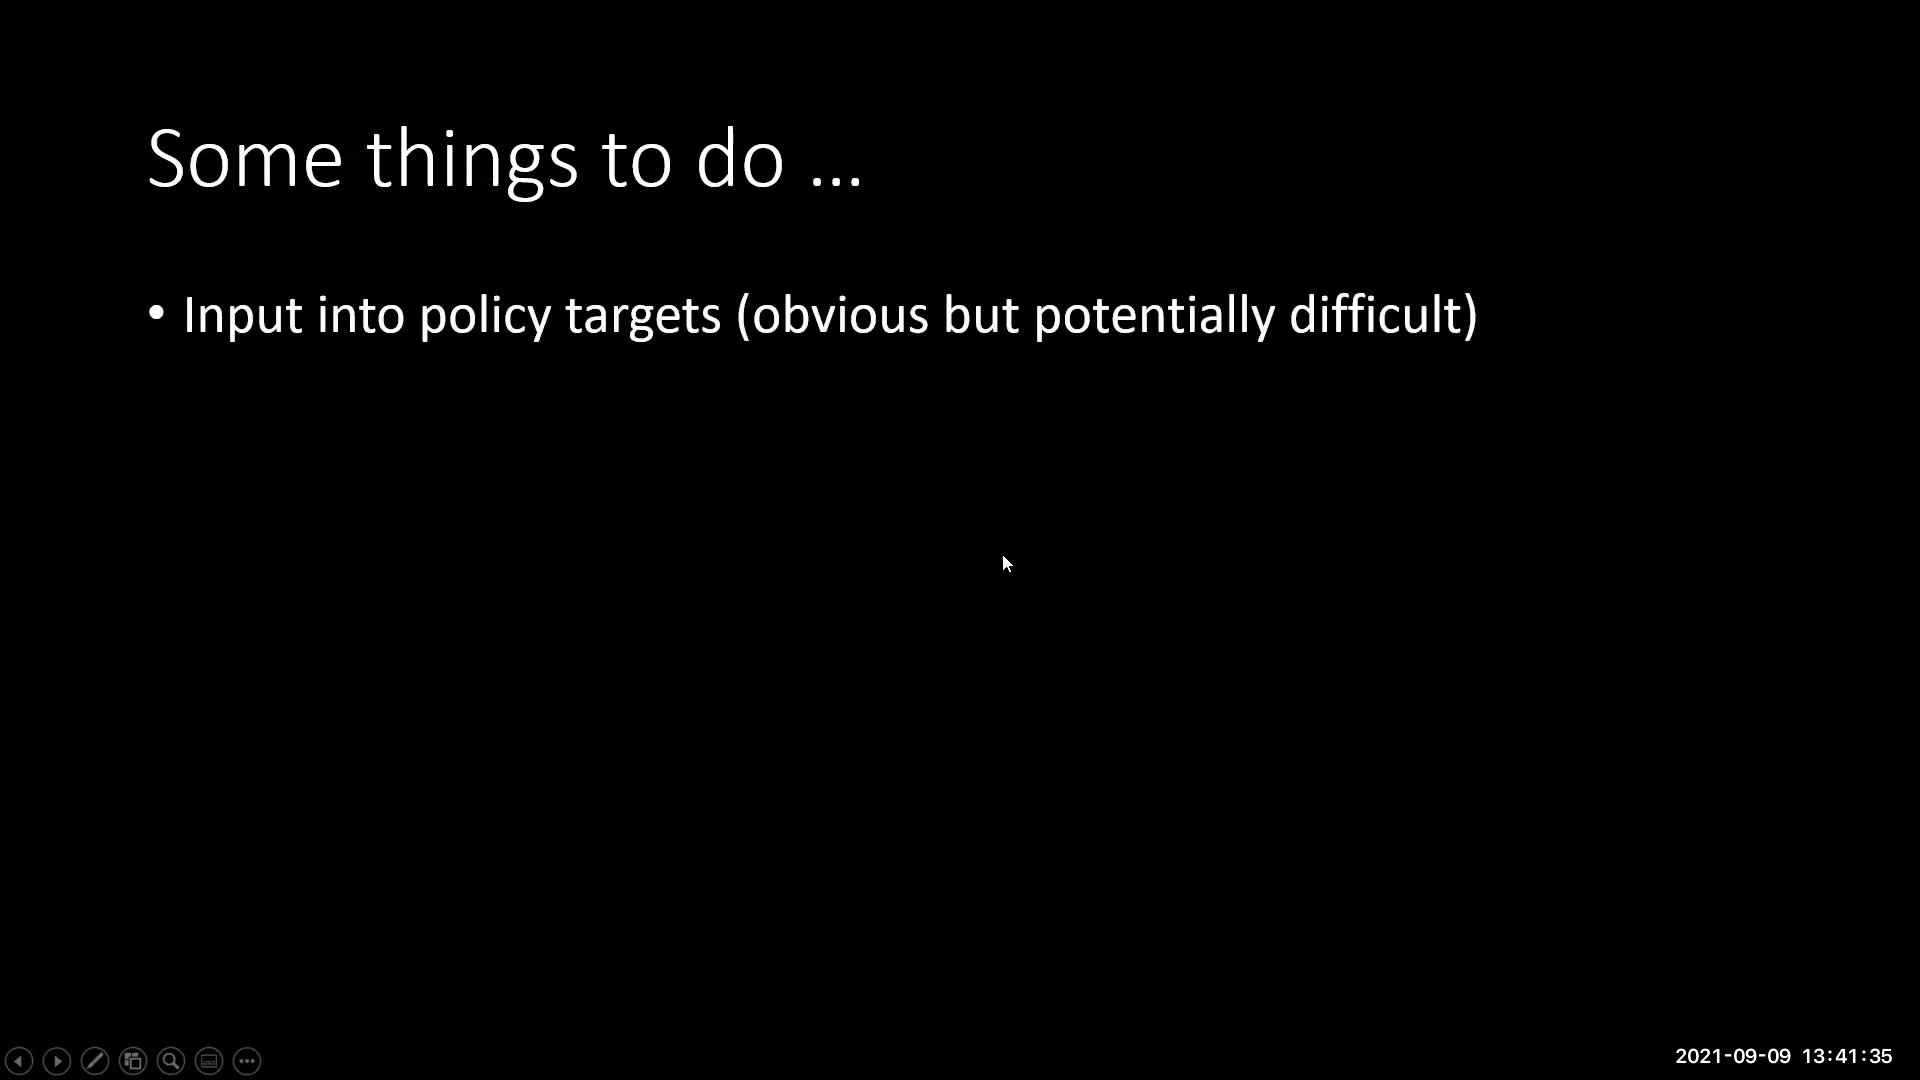 Some things to do ...
• Input into policy targets (obvious but potentially difficult)
2021-09-09 13:41:35